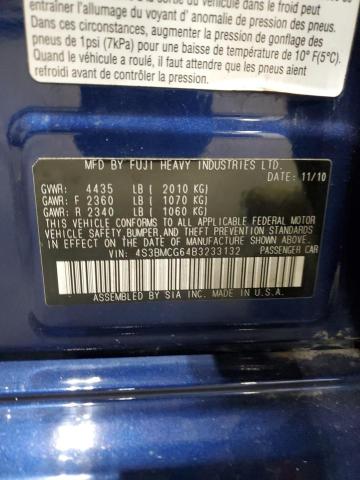 entraîner l'allumage du voyant d' anomalie de pression des pneus.
Dans ces circonstances, augmenter la pression de gonflage des
pneus de 1psi (7kPa) pour une baisse de température de 10° F(5°C).
Quand le véhicule a roulé, il faut attendre que les pneus aient
refroidi avant de contrôler la pression.
MFD BY FUJI HEAVY INDUSTRIES LTD.
DATE: 11/10
GVWR: 4435 LB ( 2010 KG)
GAWR: F 2360 LB ( 1070 KG)
GAWR: R 2340 LB ( 1060 KG)
THIS VEHICLE CONFORMS TO ALL APPLICABLE FEDERAL MOTOR
VEHICLE SAFETY, BUMPER, AND THEFT PREVENTION STANDARDS
IN EFFECT ON THE DATE OF MANUFACTURE SHOWN ABOVE.
VIN: 4S3BMCG64B3233132 PASSENGER CAR
ASSEMBLED BY SIA INC. MADE IN U.S.A.